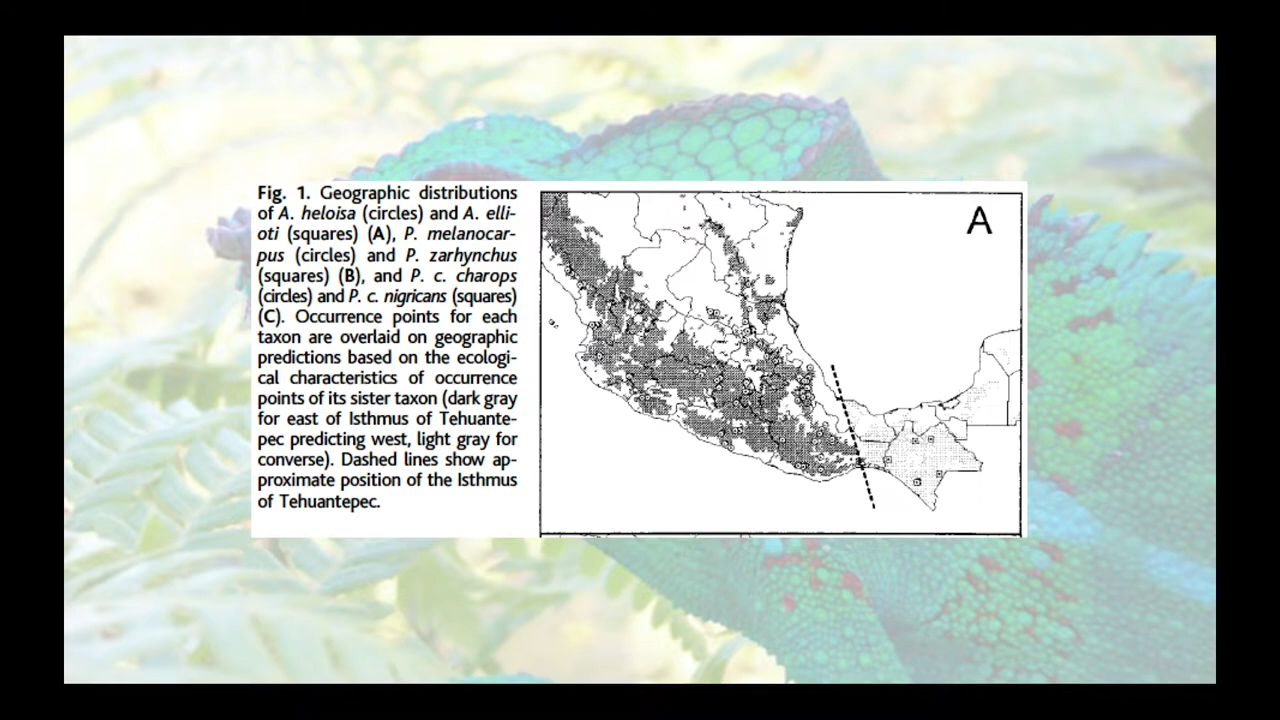 Fig. 1. Geographic distributions
of A. heloisa (circles) and A. elli-
oti (squares) (A), P. melanocar-
pus (circles) and P. zarhynchus
(squares) (B), and P. c. charops
(circles) and P. c. nigricans (squares)
(C). Occurrence points for each
taxon are overlaid on geographic
predictions based on the ecologi-
cal characteristics of occurrence
points of its sister taxon (dark gray
for east of Isthmus of Tehuante-
pec predicting west, light gray for
converse). Dashed lines show ap-
proximate position of the Isthmus
of Tehuantepec.
A